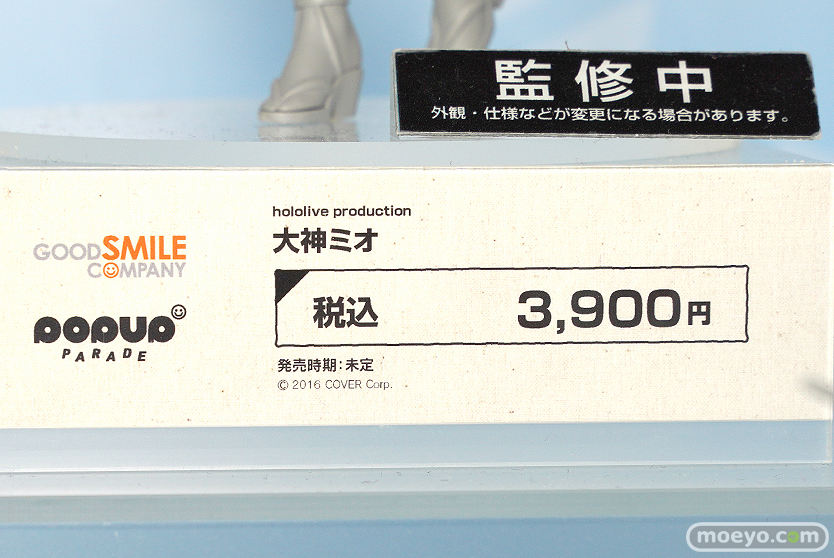 監修中
外観・仕様などが変更になる場合があります。
GOOD SMILE
COMPANY
POPUP
PARADE
hololive production
大神ミオ
税込 3,900円
発売時期:未定
© 2016 COVER Corp.
moeyo.com